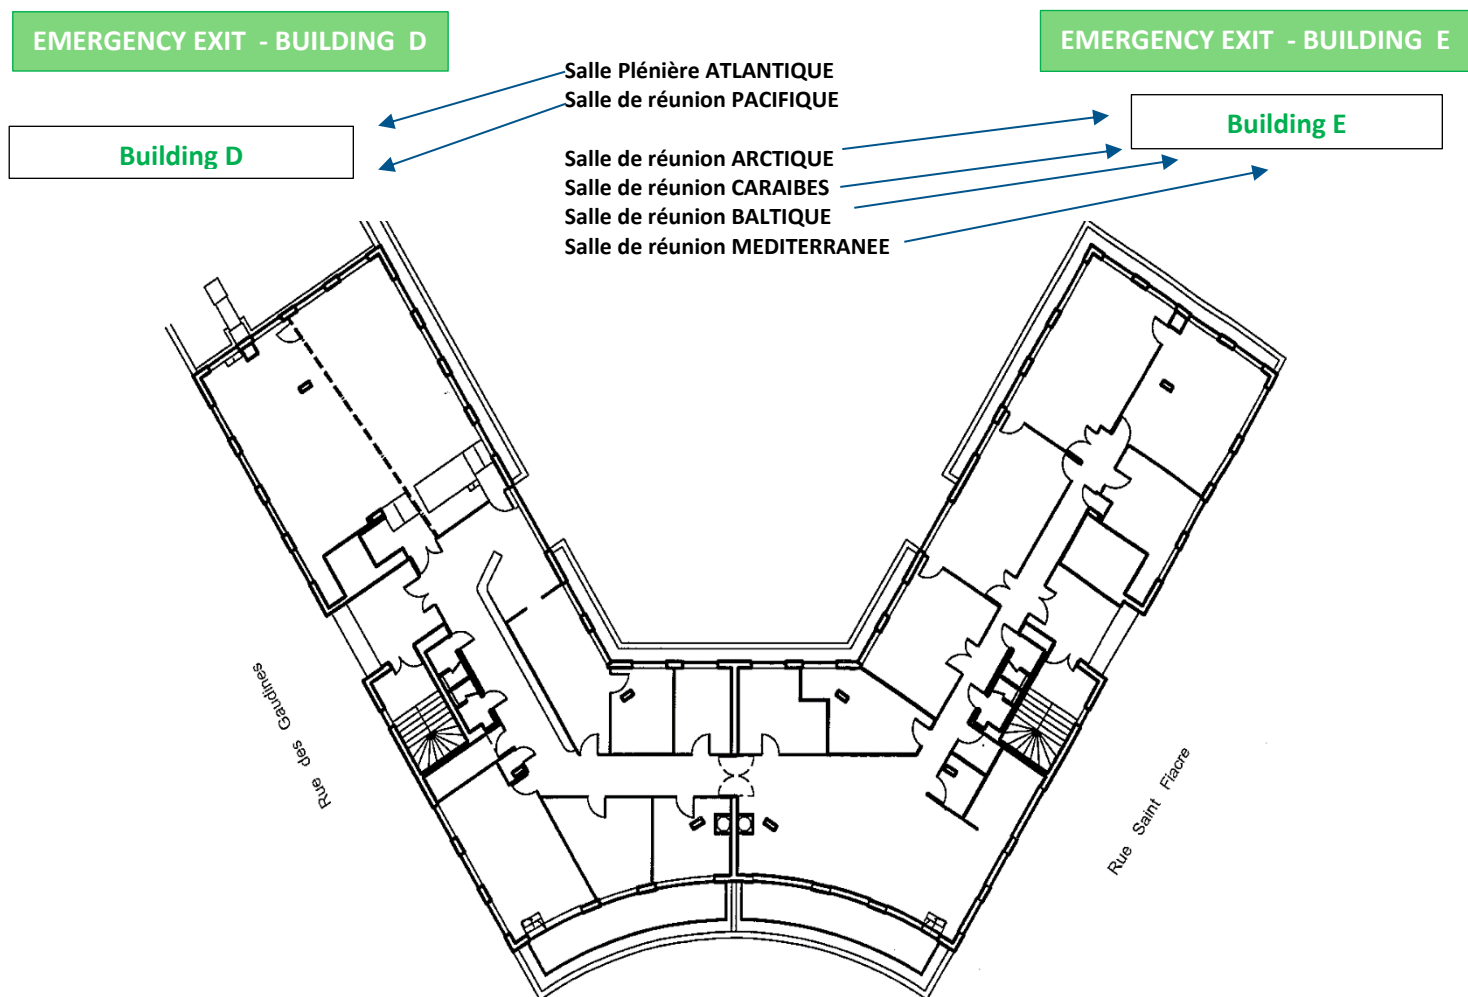 EMERGENCY EXIT - BUILDING D
EMERGENCY EXIT - BUILDING E
Salle Plénière ATLANTIQUE
Salle de réunion PACIFIQUE
Building D
Building E
Salle de réunion ARCTIQUE
Salle de réunion CARAIBES
Salle de réunion BALTIQUE
Salle de réunion MEDITERRANEE
Rue des Gaudines
Rue Saint Fiacre